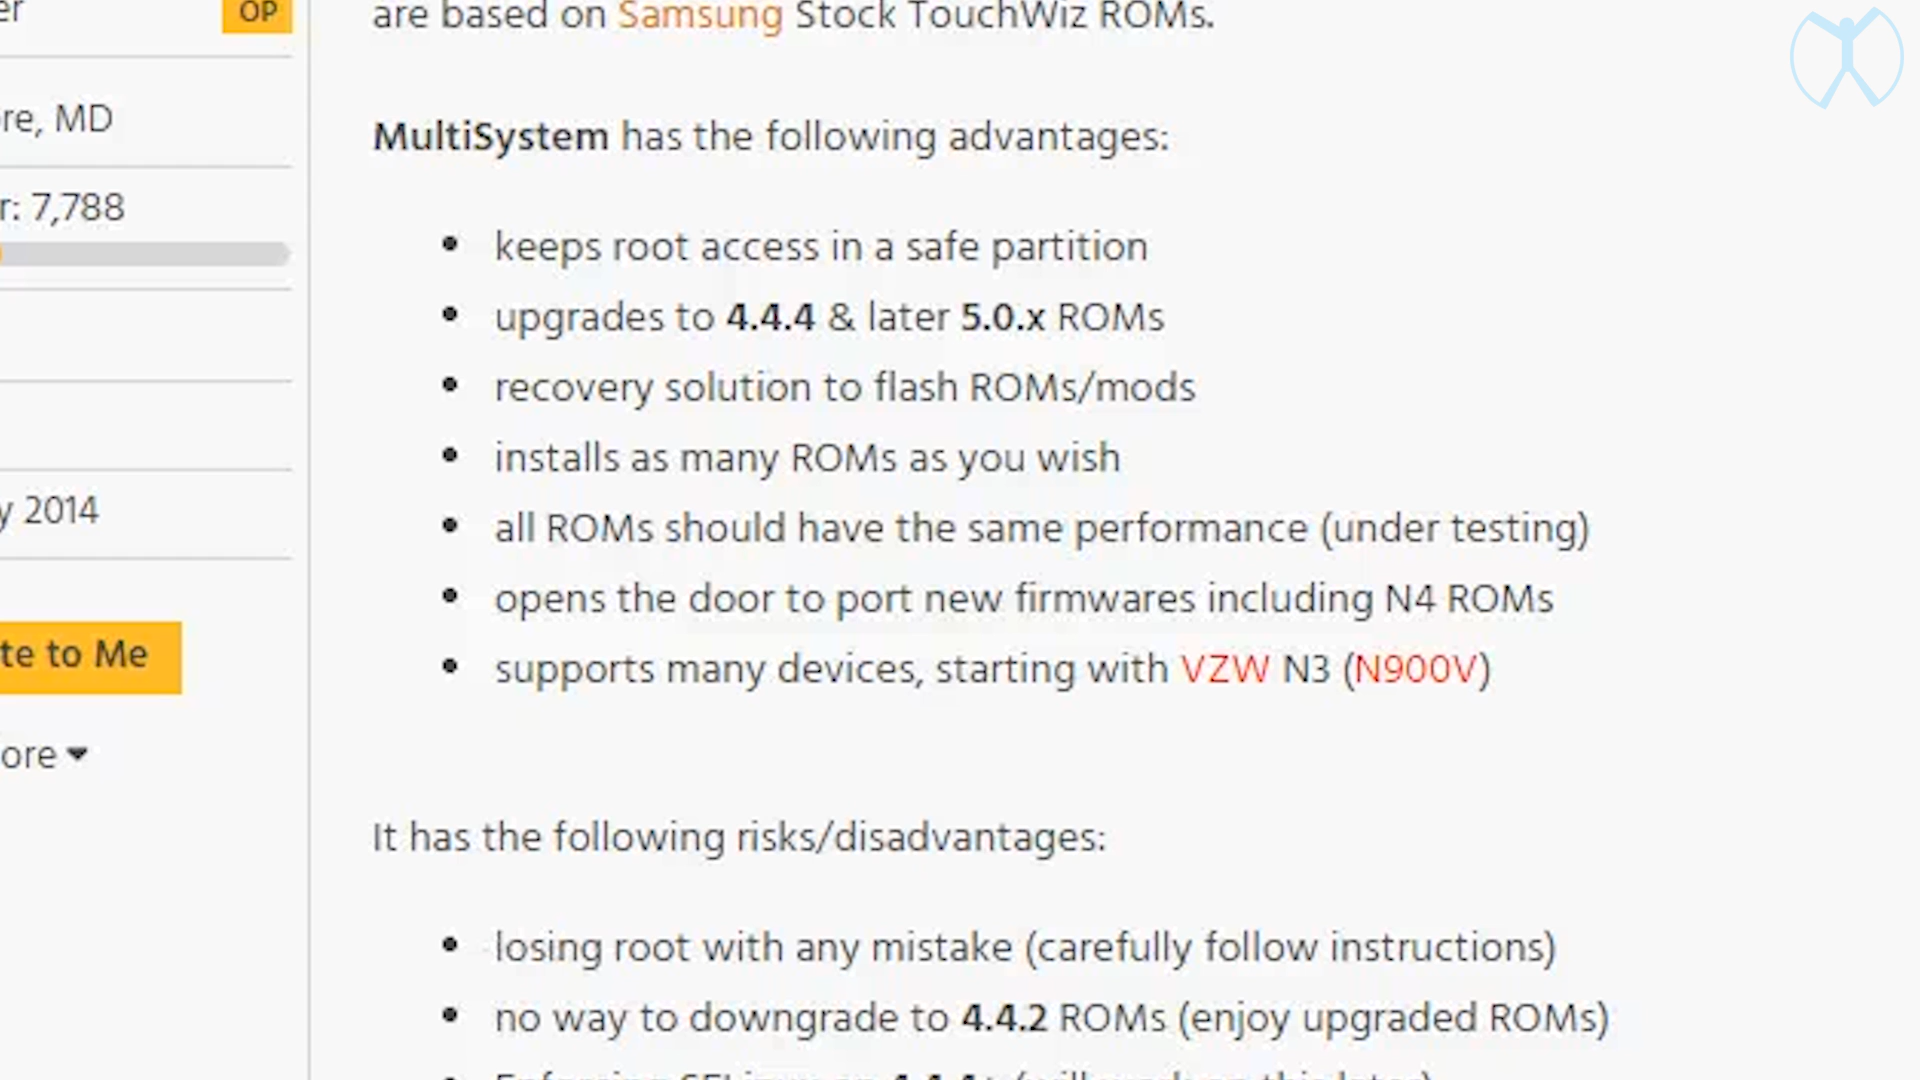 er
OP
re, MD
r: 7,788
y 2014
te to Me
ore
are based on Samsung Stock TouchWiz ROMs.
MultiSystem has the following advantages:
keeps root access in a safe partition
upgrades to 4.4.4 & later 5.0.x ROMs
recovery solution to flash ROMs/mods
installs as many ROMs as you wish
all ROMs should have the same performance (under testing)
opens the door to port new firmwares including N4 ROMs
supports many devices, starting with VZW N3 (N900V)
It has the following risks/disadvantages:
losing root with any mistake (carefully follow instructions)
no way to downgrade to 4.4.2 ROMs (enjoy upgraded ROMs)